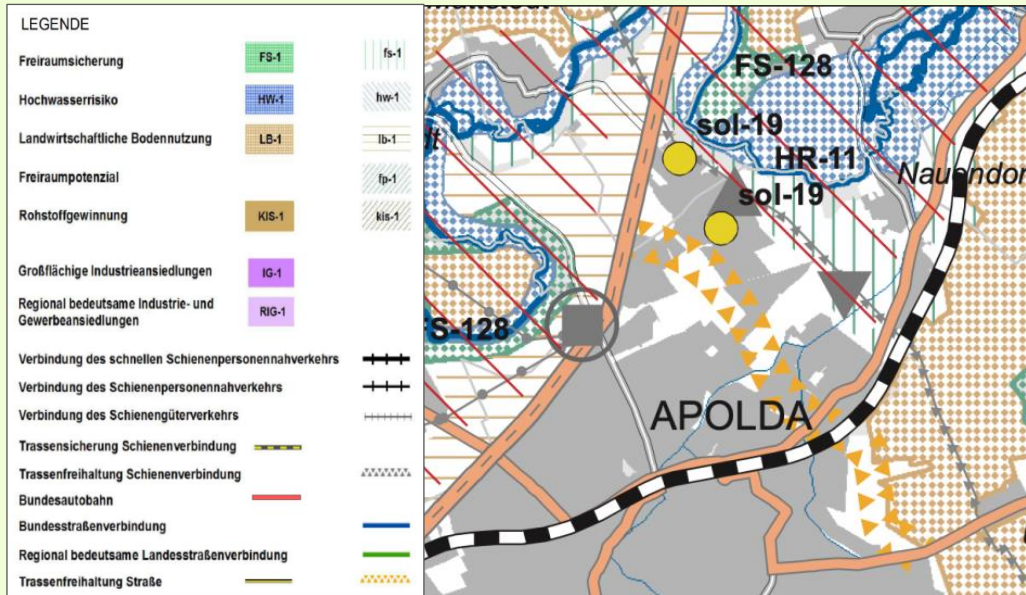 LEGENDE
Freiraumsicherung FS-1 fs-1
Hochwasserrisiko HW-1 hw-1
Landwirtschaftliche Bodennutzung LB-1 lb-1
Freiraumpotenzial fp-1
Rohstoffgewinnung KIS-1 kis-1
Großflächige Industrieansiedlungen IG-1
Regional bedeutsame Industrie- und
Gewerbeansiedlungen RIG-1
Verbindung des schnellen Schienenpersonennahverkehrs
Verbindung des Schienenpersonennahverkehrs
Verbindung des Schienengüterverkehrs
Trassensicherung Schienenverbindung
Trassenfreihaltung Schienenverbindung
Bundesautobahn
Bundesstraßenverbindung
Regional bedeutsame Landesstraßenverbindung
Trassenfreihaltung Straße
FS-128
sol-19
HR-11
sol-19
Nauendor
S-128
APOLDA